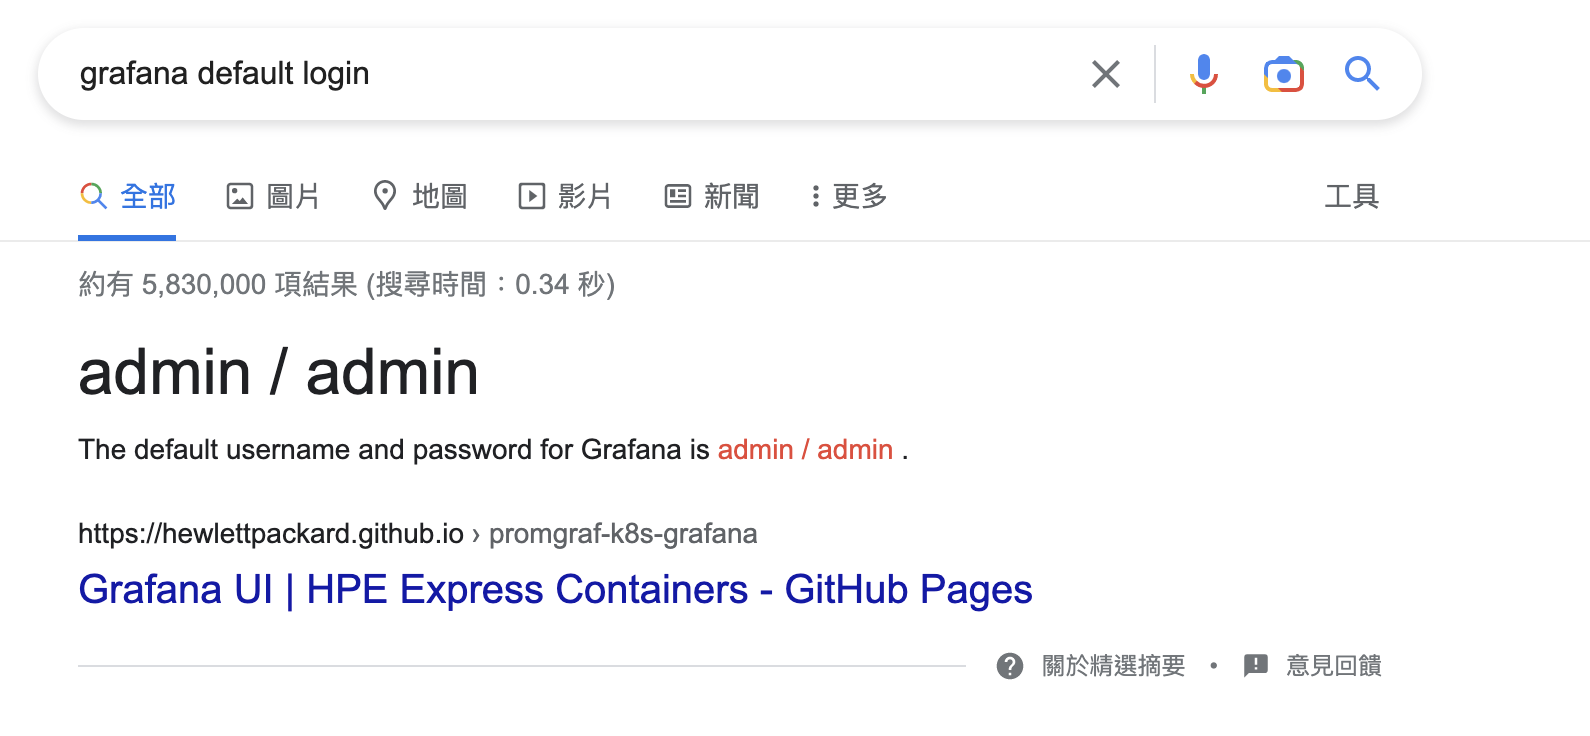 grafana default login
全部 圖片 地圖 影片 新聞 更多 工具
約有 5,830,000 項結果 (搜尋時間：0.34 秒)
admin / admin
The default username and password for Grafana is admin / admin .
https://hewlettpackard.github.io › promgraf-k8s-grafana
Grafana UI | HPE Express Containers - GitHub Pages
關於精選摘要 • 意見回饋